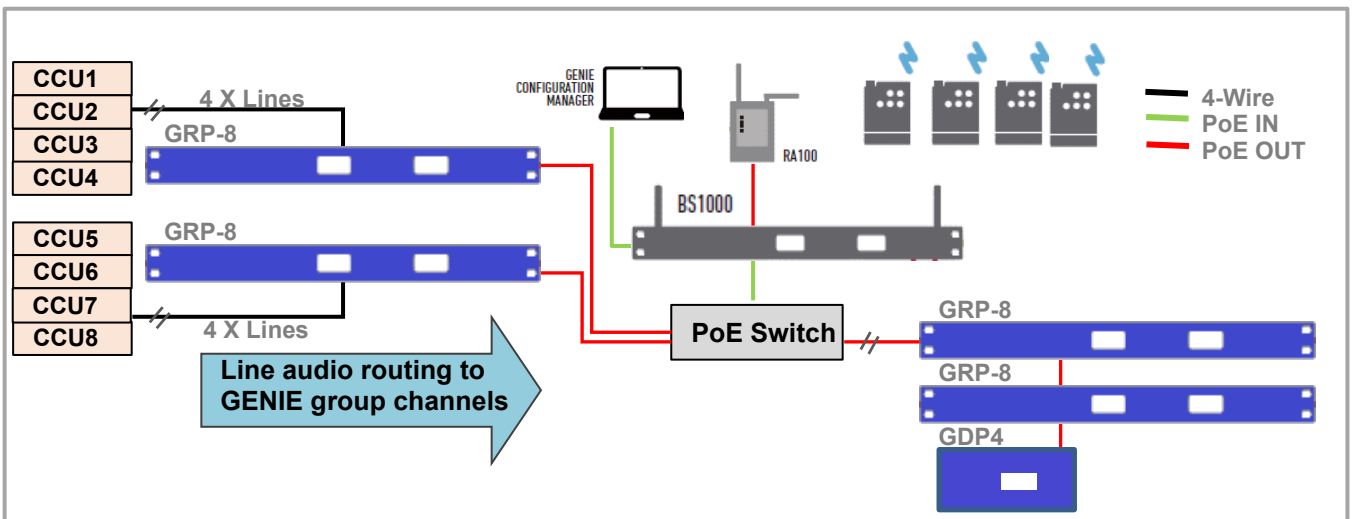 CCU1
CCU2
CCU3
CCU4
4 X Lines
GRP-8
GENIE
CONFIGURATION
MANAGER
RA100
4-Wire
PoE IN
PoE OUT
CCU5
CCU6
CCU7
CCU8
GRP-8
4 X Lines
BS1000
PoE Switch
Line audio routing to
GENIE group channels
GRP-8
GRP-8
GDP4